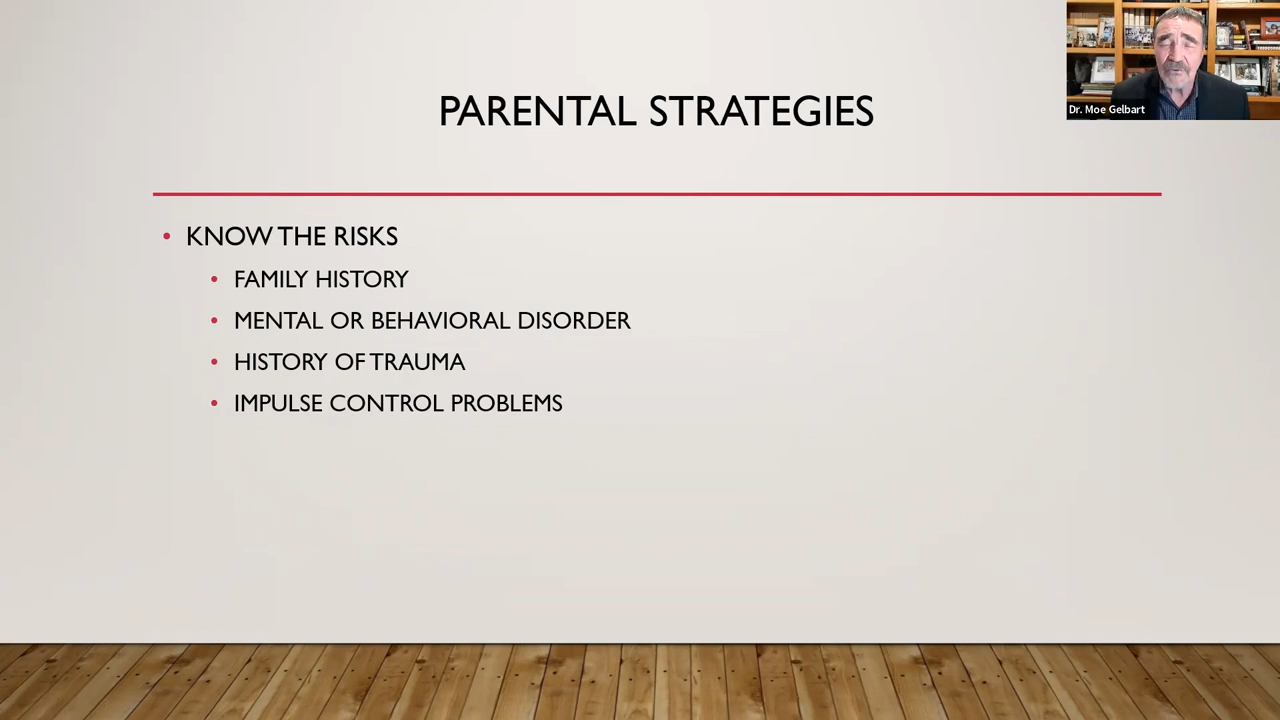 PARENTAL STRATEGIES
Dr. Moe Gelbart
• KNOW THE RISKS
• FAMILY HISTORY
• MENTAL OR BEHAVIORAL DISORDER
• HISTORY OF TRAUMA
• IMPULSE CONTROL PROBLEMS